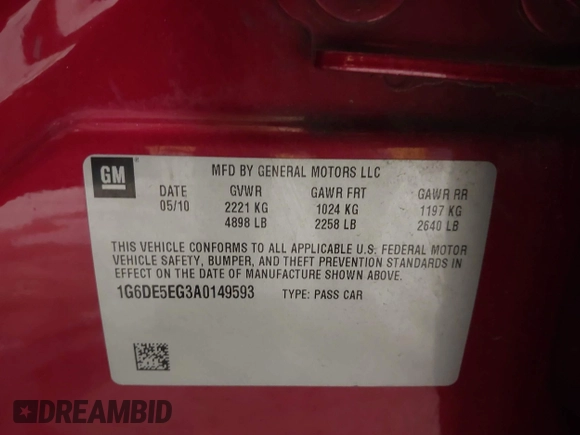 GM
MFD BY GENERAL MOTORS LLC
DATE GVWR GAWR FRT GAWR RR
05/10 2221 KG 1024 KG 1197 KG
4898 LB 2258 LB 2640 LB
THIS VEHICLE CONFORMS TO ALL APPLICABLE U.S. FEDERAL MOTOR
VEHICLE SAFETY, BUMPER, AND THEFT PREVENTION STANDARDS IN
EFFECT ON THE DATE OF MANUFACTURE SHOWN ABOVE.
1G6DE5EG3A0149593 TYPE: PASS CAR
DREAMBID